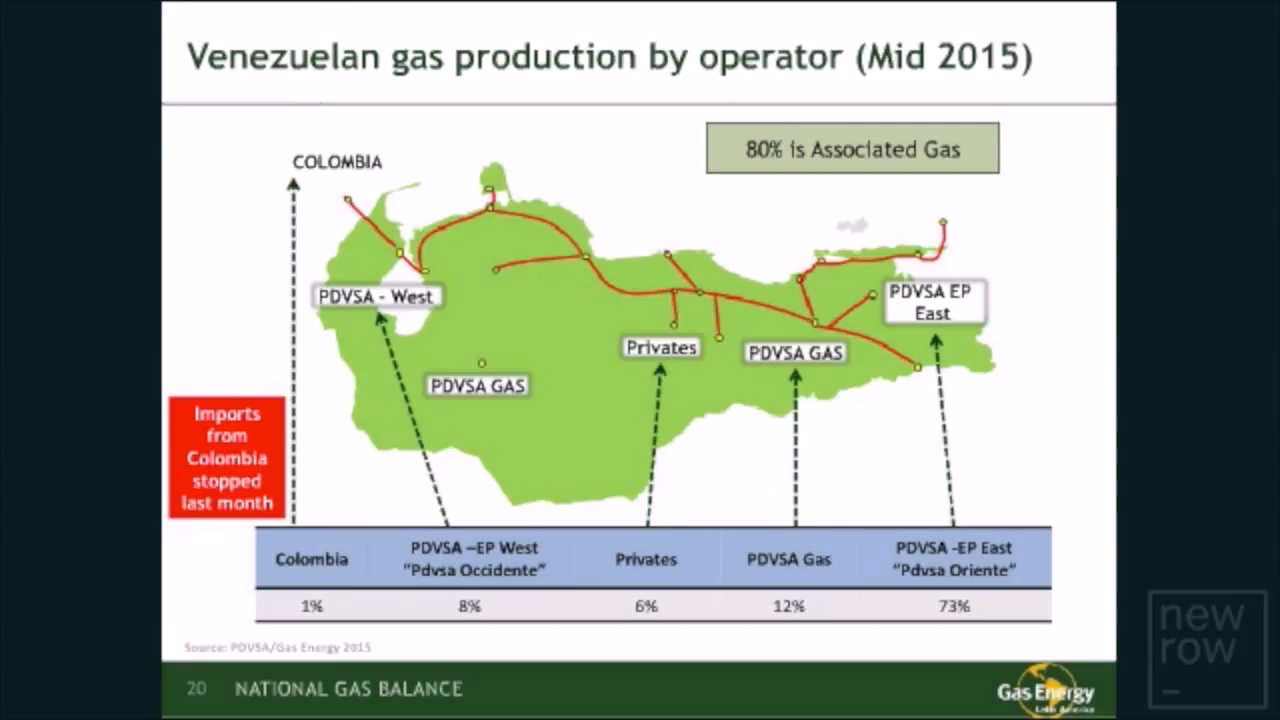 Venezuelan gas production by operator (Mid 2015)
80% is Associated Gas
COLOMBIA
PDVSA - West
PDVSA EP
East
Privates
PDVSA GAS
PDVSA GAS
Imports
from
Colombia
stopped
last month
Colombia
PDVSA –EP West
"Pdvsa Occidente"
Privates
PDVSA Gas
PDVSA -EP East
"Pdvsa Oriente"
1%
8%
6%
12%
73%
Source: PDVSA/Gas Energy 2015
20 NATIONAL GAS BALANCE
Gas Energy
Latin America
new
row